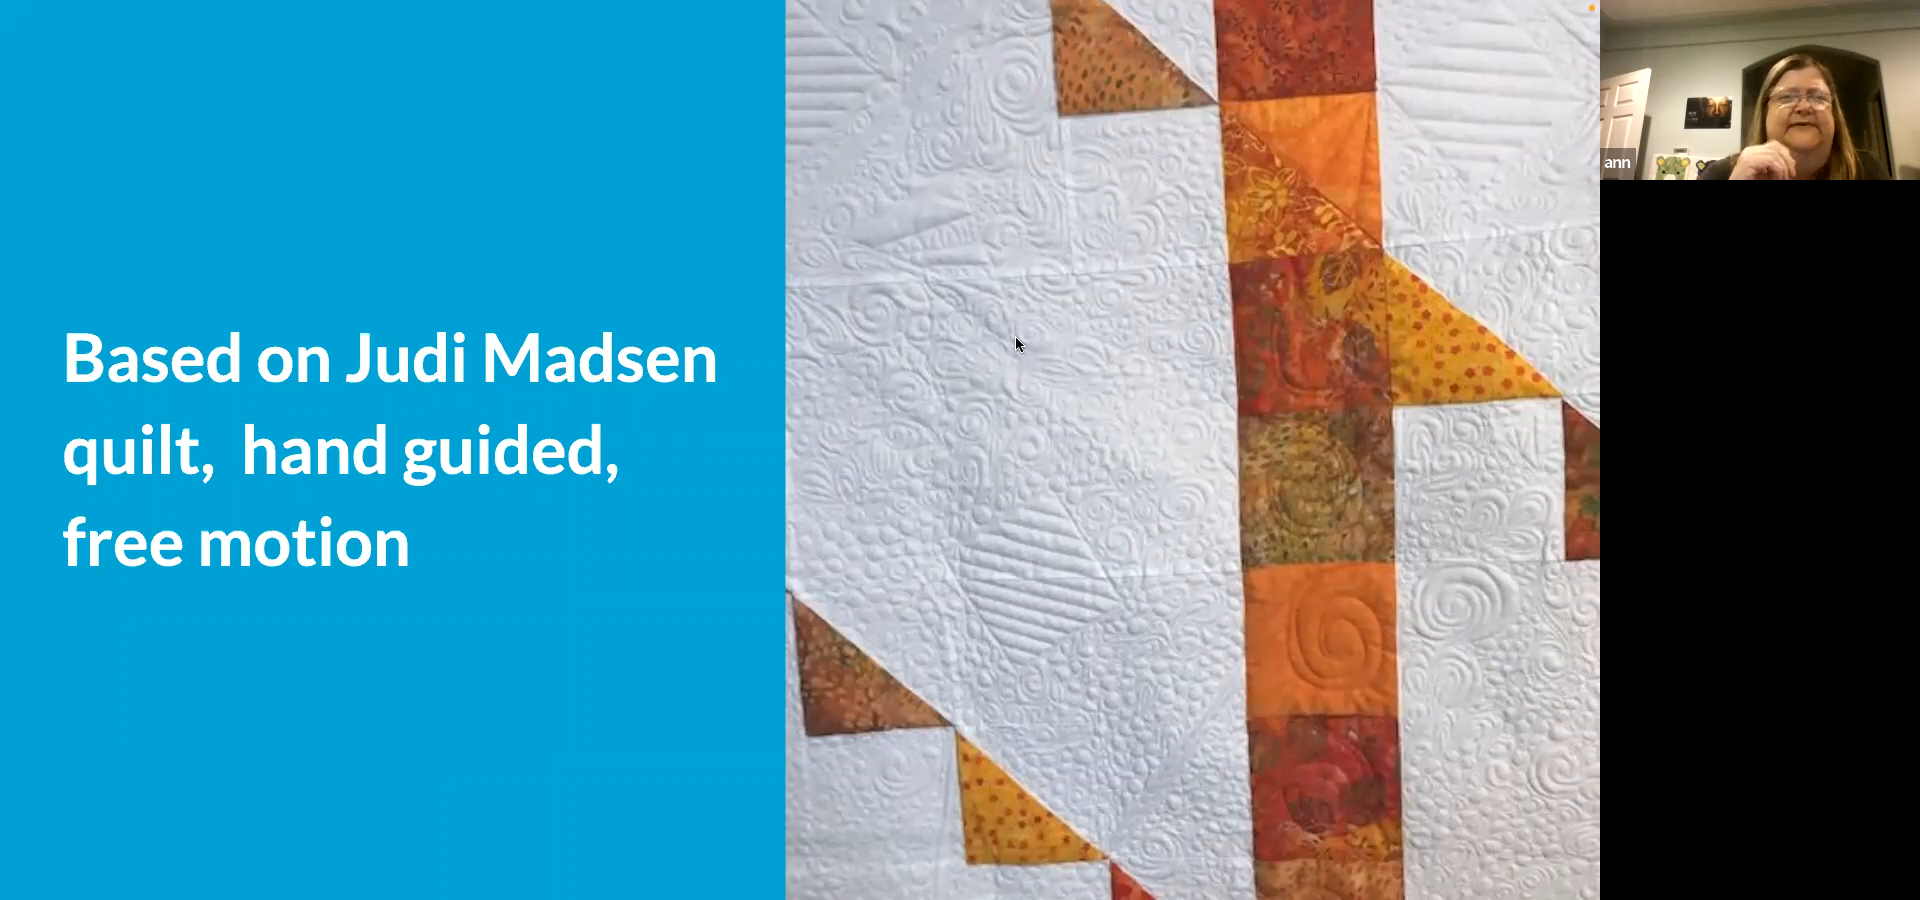 Based on Judi Madsen
quilt,  hand guided,
free motion
ann